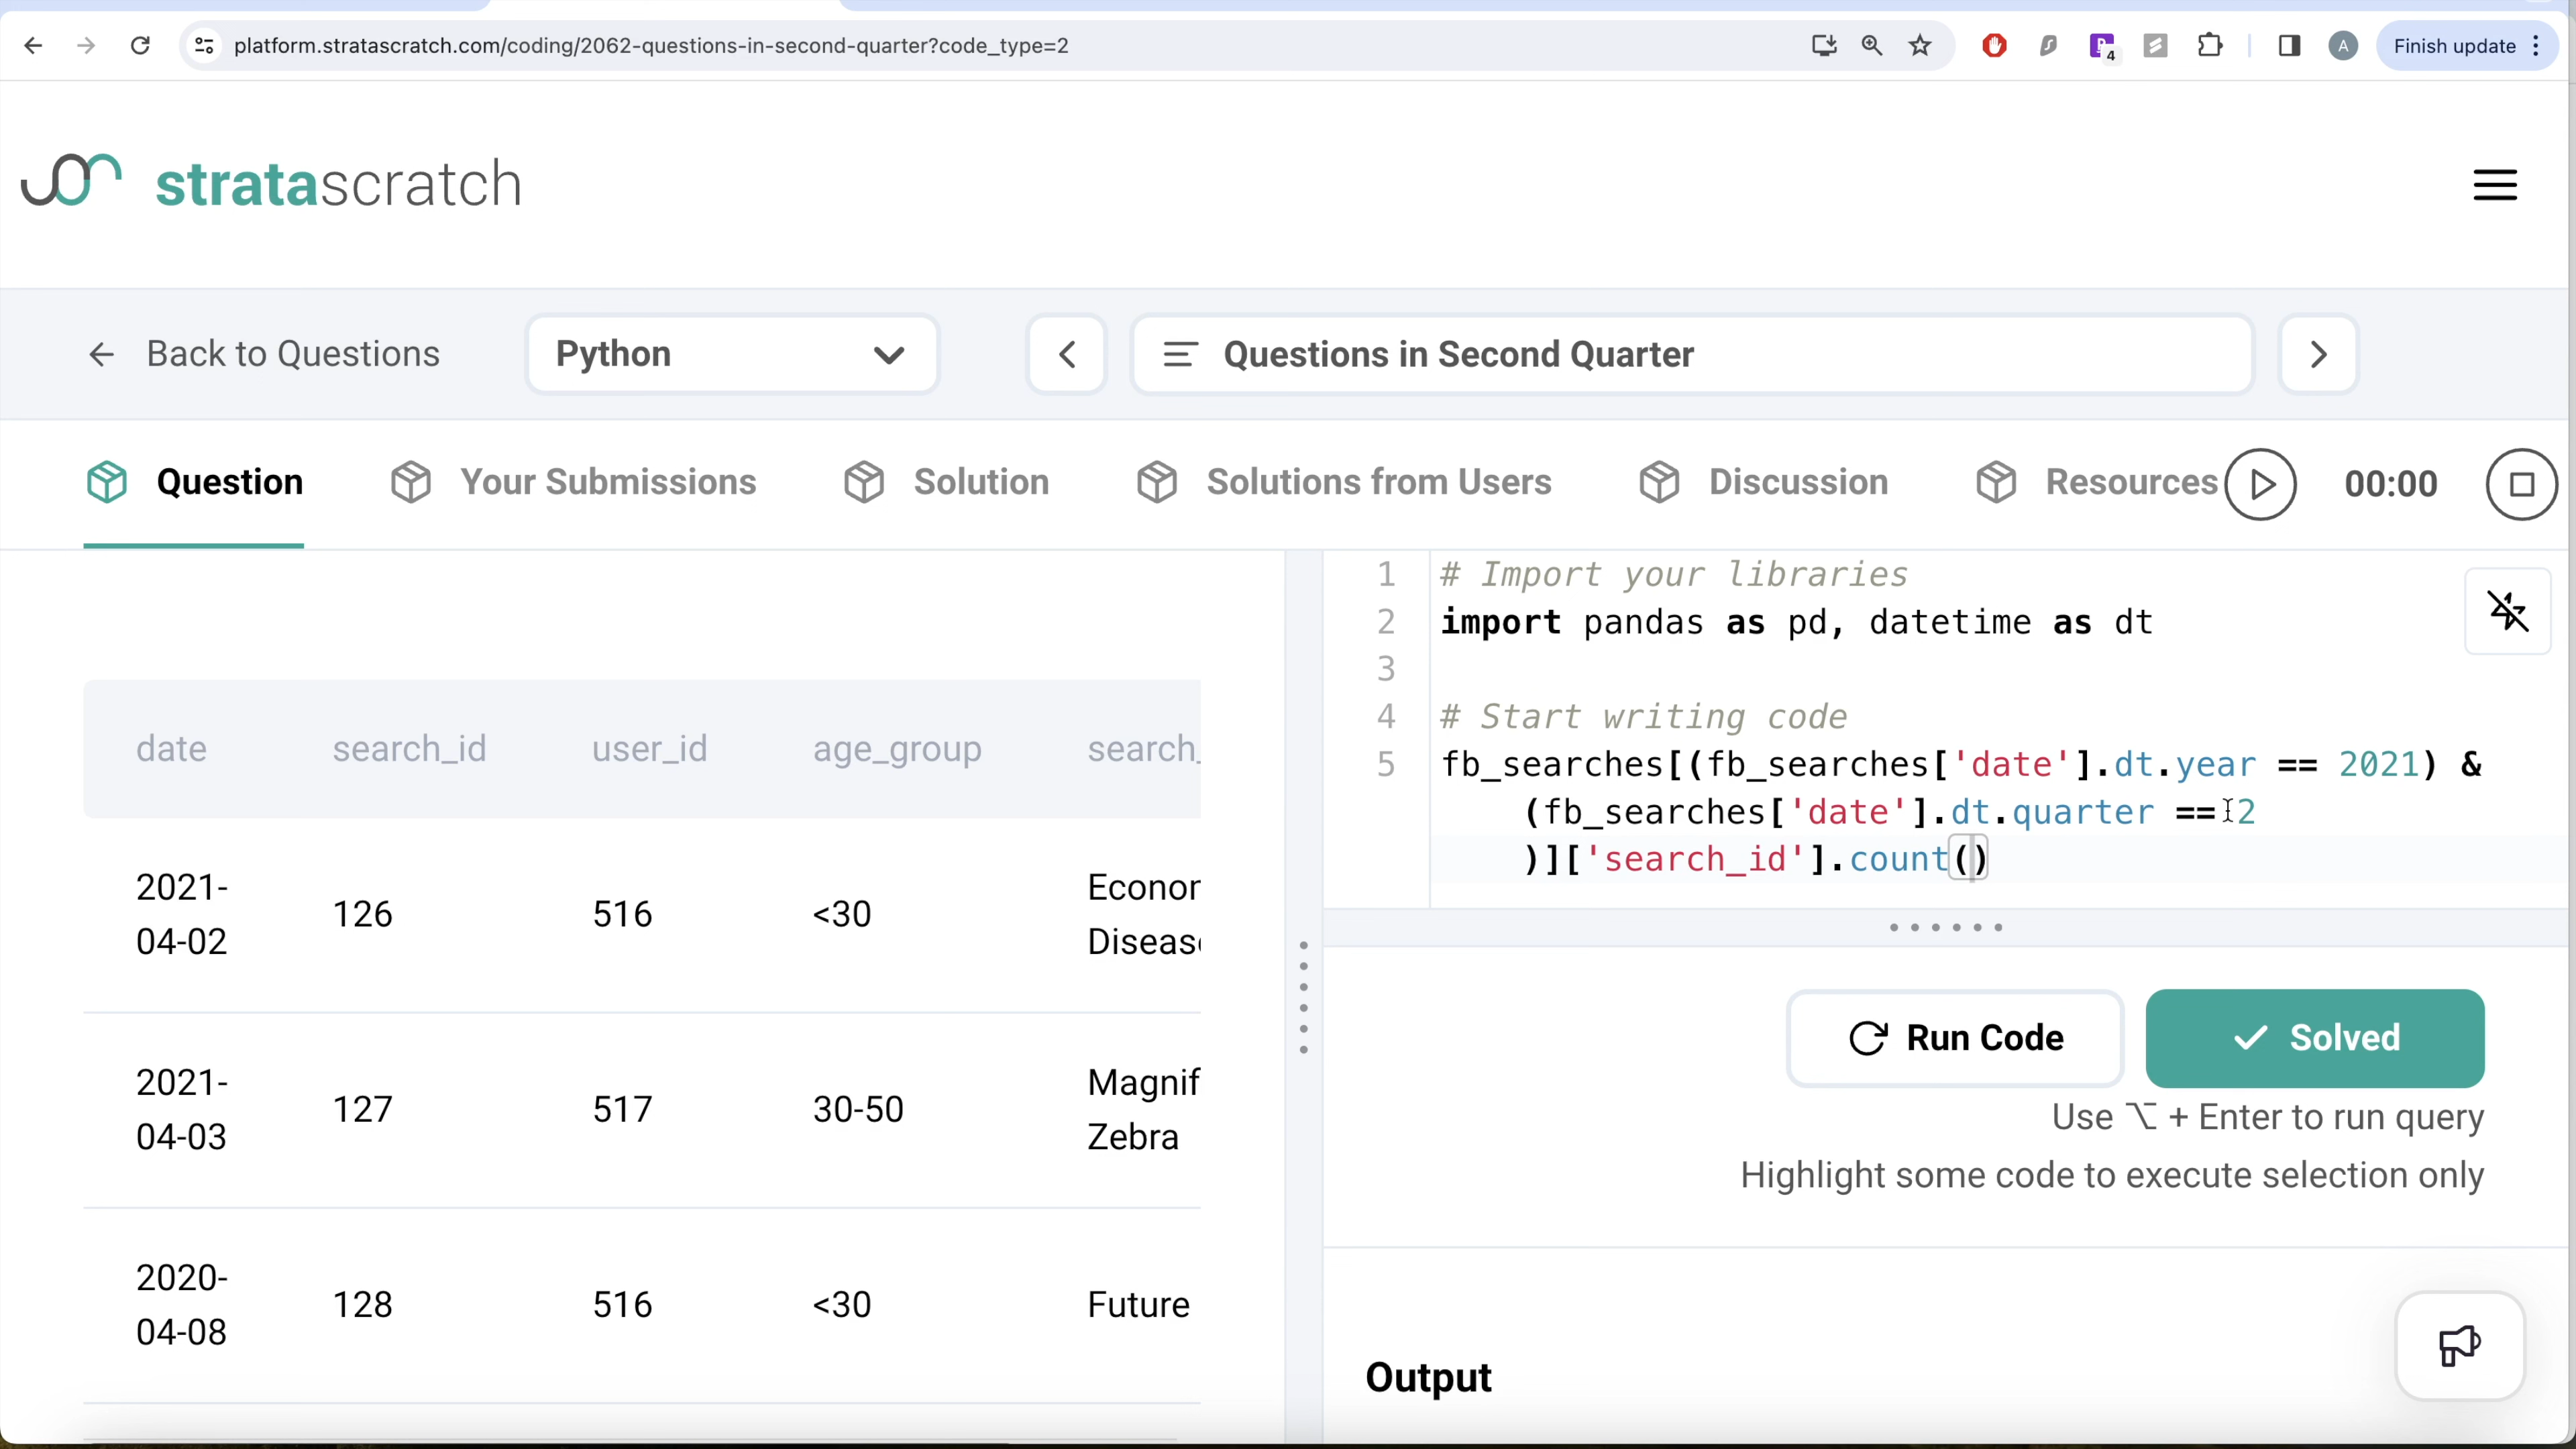 platform.stratascratch.com/coding/2062-questions-in-second-quarter?code_type=2
4
A
Finish update
stratascratch
Back to Questions
Python
Questions in Second Quarter
Question
Your Submissions
Solution
Solutions from Users
Discussion
Resources
00:00
date search_id user_id age_group search_
2021-
04-02
126 516 <30
Econor
Disease
2021-
04-03
127 517 30-50
Magnif
Zebra
2020-
04-08
128 516 <30 Future
1 # Import your libraries
2 import pandas as pd, datetime as dt
3
4 # Start writing code
5 fb_searches[(fb_searches['date'].dt.year == 2021) &
(fb_searches['date'].dt.quarter == 2
)]['search_id'].count()
Run Code
Solved
Use ⌥ + Enter to run query
Highlight some code to execute selection only
Output